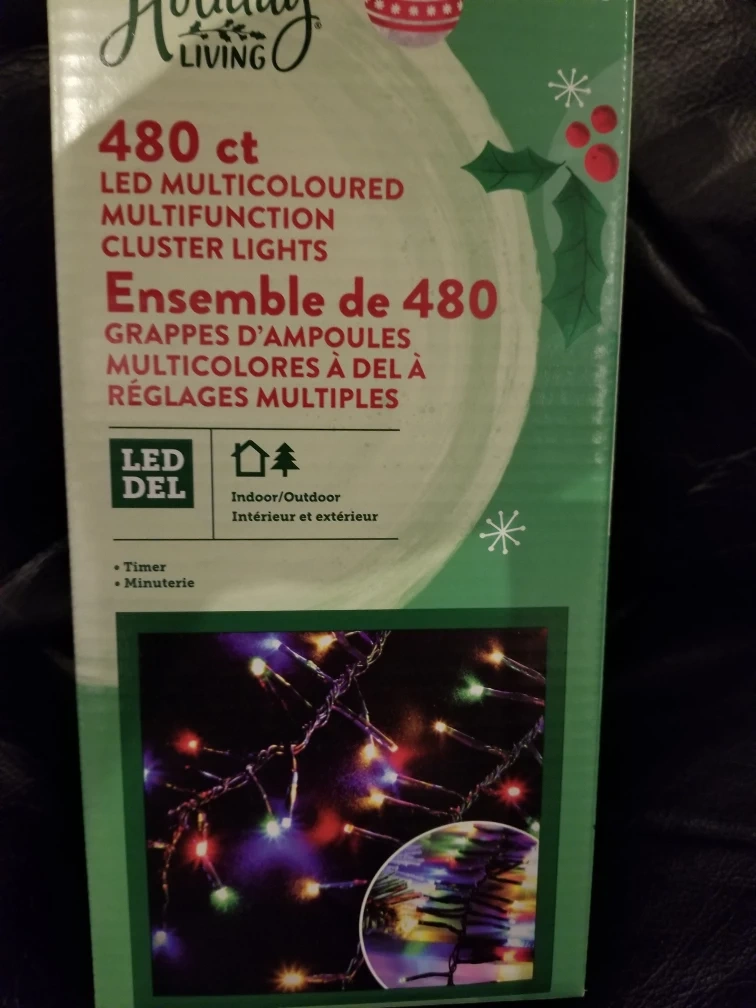 Holiday
LIVING®
480 ct
LED MULTICOLOURED
MULTIFUNCTION
CLUSTER LIGHTS
Ensemble de 480
GRAPPES D'AMPOULES
MULTICOLORES À DEL À
RÉGLAGES MULTIPLES
LED
DEL
Indoor/Outdoor
Intérieur et extérieur
• Timer
• Minuterie